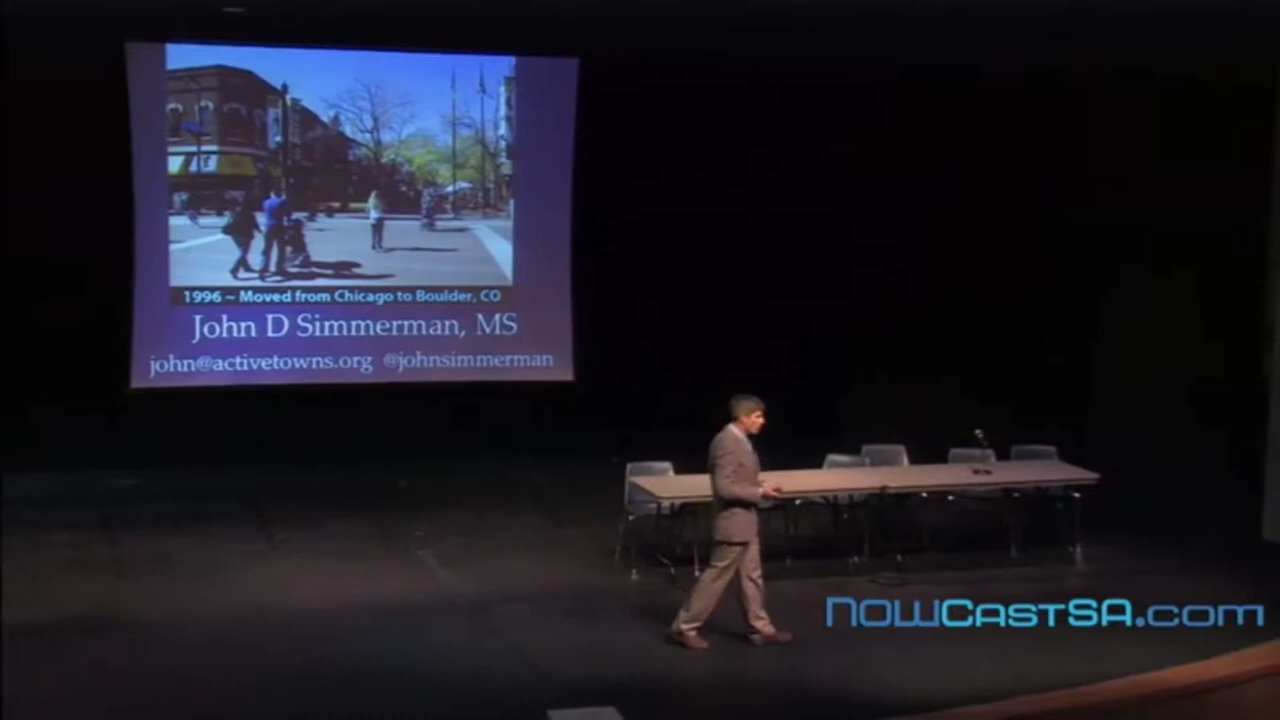 1996 ~ Moved from Chicago to Boulder, CO
John D Simmerman, MS
john@activetowns.org @johnsimmerman
NOWCastSA.com